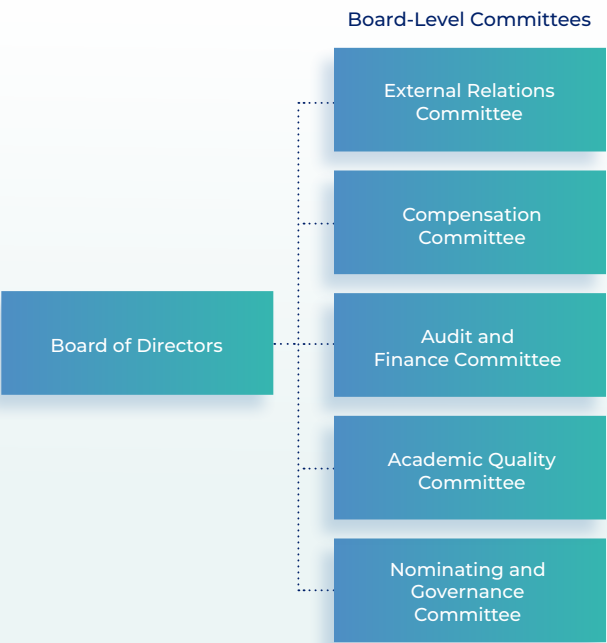 Board-Level Committees
External Relations
Committee
Compensation
Committee
Board of Directors
Audit and
Finance Committee
Academic Quality
Committee
Nominating and
Governance
Committee